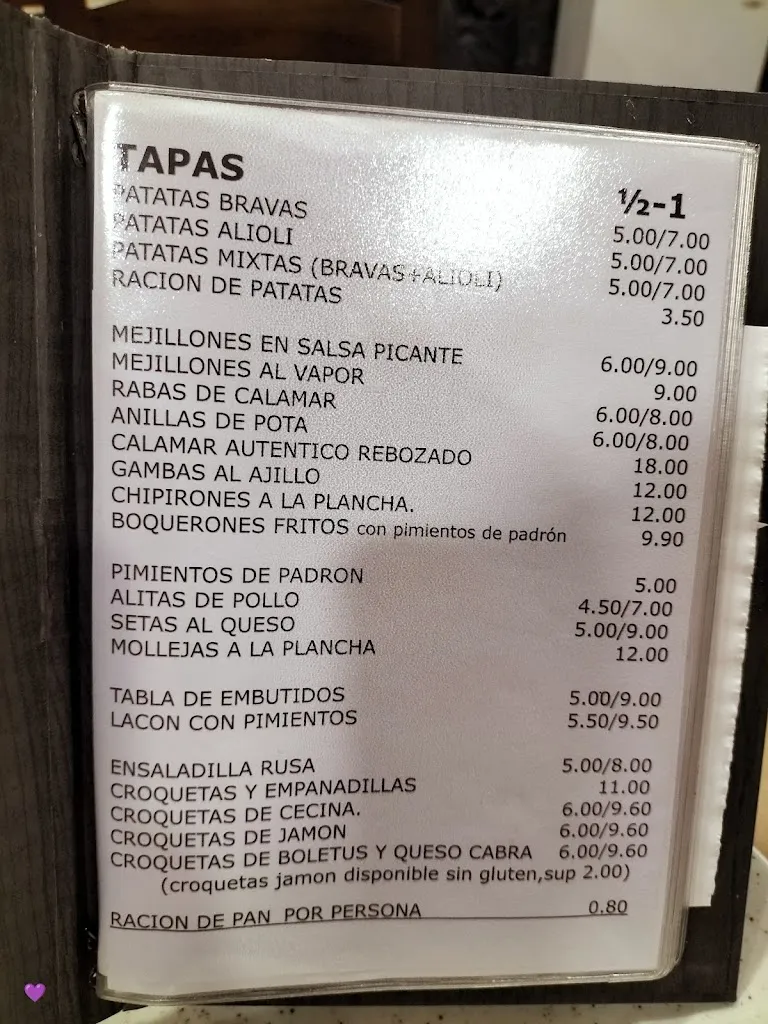 TAPAS
½-1
PATATAS BRAVAS 5.00/7.00
PATATAS ALIOLI 5.00/7.00
PATATAS MIXTAS (BRAVAS+ALIOLI) 5.00/7.00
RACION DE PATATAS 3.50
MEJILLONES EN SALSA PICANTE 6.00/9.00
MEJILLONES AL VAPOR 9.00
RABAS DE CALAMAR 6.00/8.00
ANILLAS DE POTA 6.00/8.00
CALAMAR AUTENTICO REBOZADO 18.00
GAMBAS AL AJILLO 12.00
CHIPIRONES A LA PLANCHA. 12.00
BOQUERONES FRITOS con pimientos de padrón 9.90
PIMIENTOS DE PADRON 5.00
ALITAS DE POLLO 4.50/7.00
SETAS AL QUESO 5.00/9.00
MOLLEJAS A LA PLANCHA 12.00
TABLA DE EMBUTIDOS 5.00/9.00
LACON CON PIMIENTOS 5.50/9.50
ENSALADILLA RUSA 5.00/8.00
CROQUETAS Y EMPANADILLAS 11.00
CROQUETAS DE CECINA. 6.00/9.60
CROQUETAS DE JAMON 6.00/9.60
CROQUETAS DE BOLETUS Y QUESO CABRA 6.00/9.60
(croquetas jamon disponible sin gluten,sup 2.00)
RACION DE PAN POR PERSONA 0.80